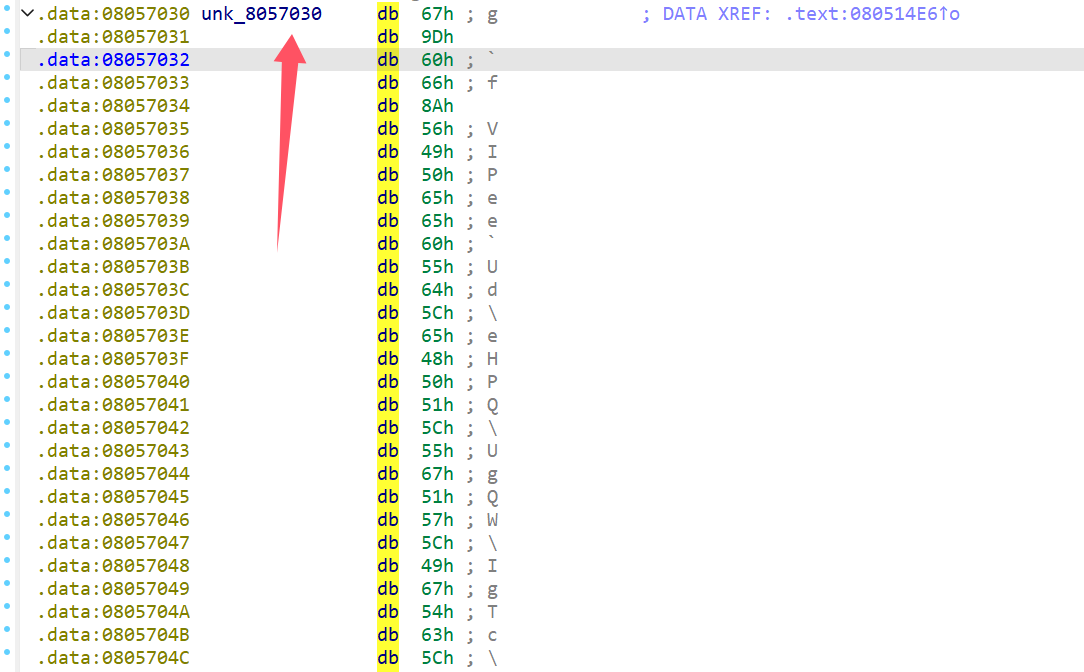 .data:08057030 unk_8057030 db 67h ; g ; DATA XREF: .text:080514E6↑o
.data:08057031 db 9Dh
.data:08057032 db 60h ; `
.data:08057033 db 66h ; f
.data:08057034 db 8Ah
.data:08057035 db 56h ; V
.data:08057036 db 49h ; I
.data:08057037 db 50h ; P
.data:08057038 db 65h ; e
.data:08057039 db 65h ; e
.data:0805703A db 60h ; `
.data:0805703B db 55h ; U
.data:0805703C db 64h ; d
.data:0805703D db 5Ch ; \
.data:0805703E db 65h ; e
.data:0805703F db 48h ; H
.data:08057040 db 50h ; P
.data:08057041 db 51h ; Q
.data:08057042 db 5Ch ; \
.data:08057043 db 55h ; U
.data:08057044 db 67h ; g
.data:08057045 db 51h ; Q
.data:08057046 db 57h ; W
.data:08057047 db 5Ch ; \
.data:08057048 db 49h ; I
.data:08057049 db 67h ; g
.data:0805704A db 54h ; T
.data:0805704B db 63h ; c
.data:0805704C db 5Ch ; \